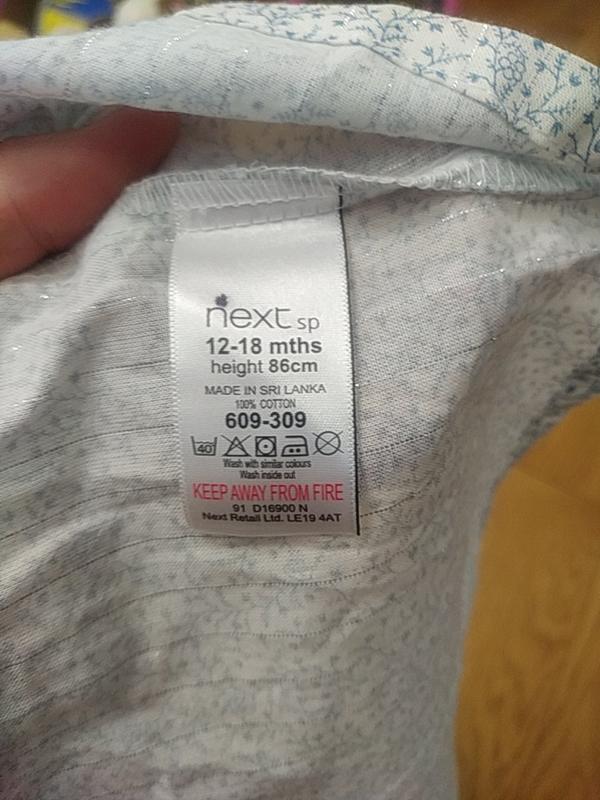 next sp
12-18 mths
height 86cm
MADE IN SRI LANKA
100% COTTON
609-309
40
Wash with similar colours
Wash inside out
KEEP AWAY FROM FIRE
91 D16900 N
Next Retail Ltd. LE19 4AT